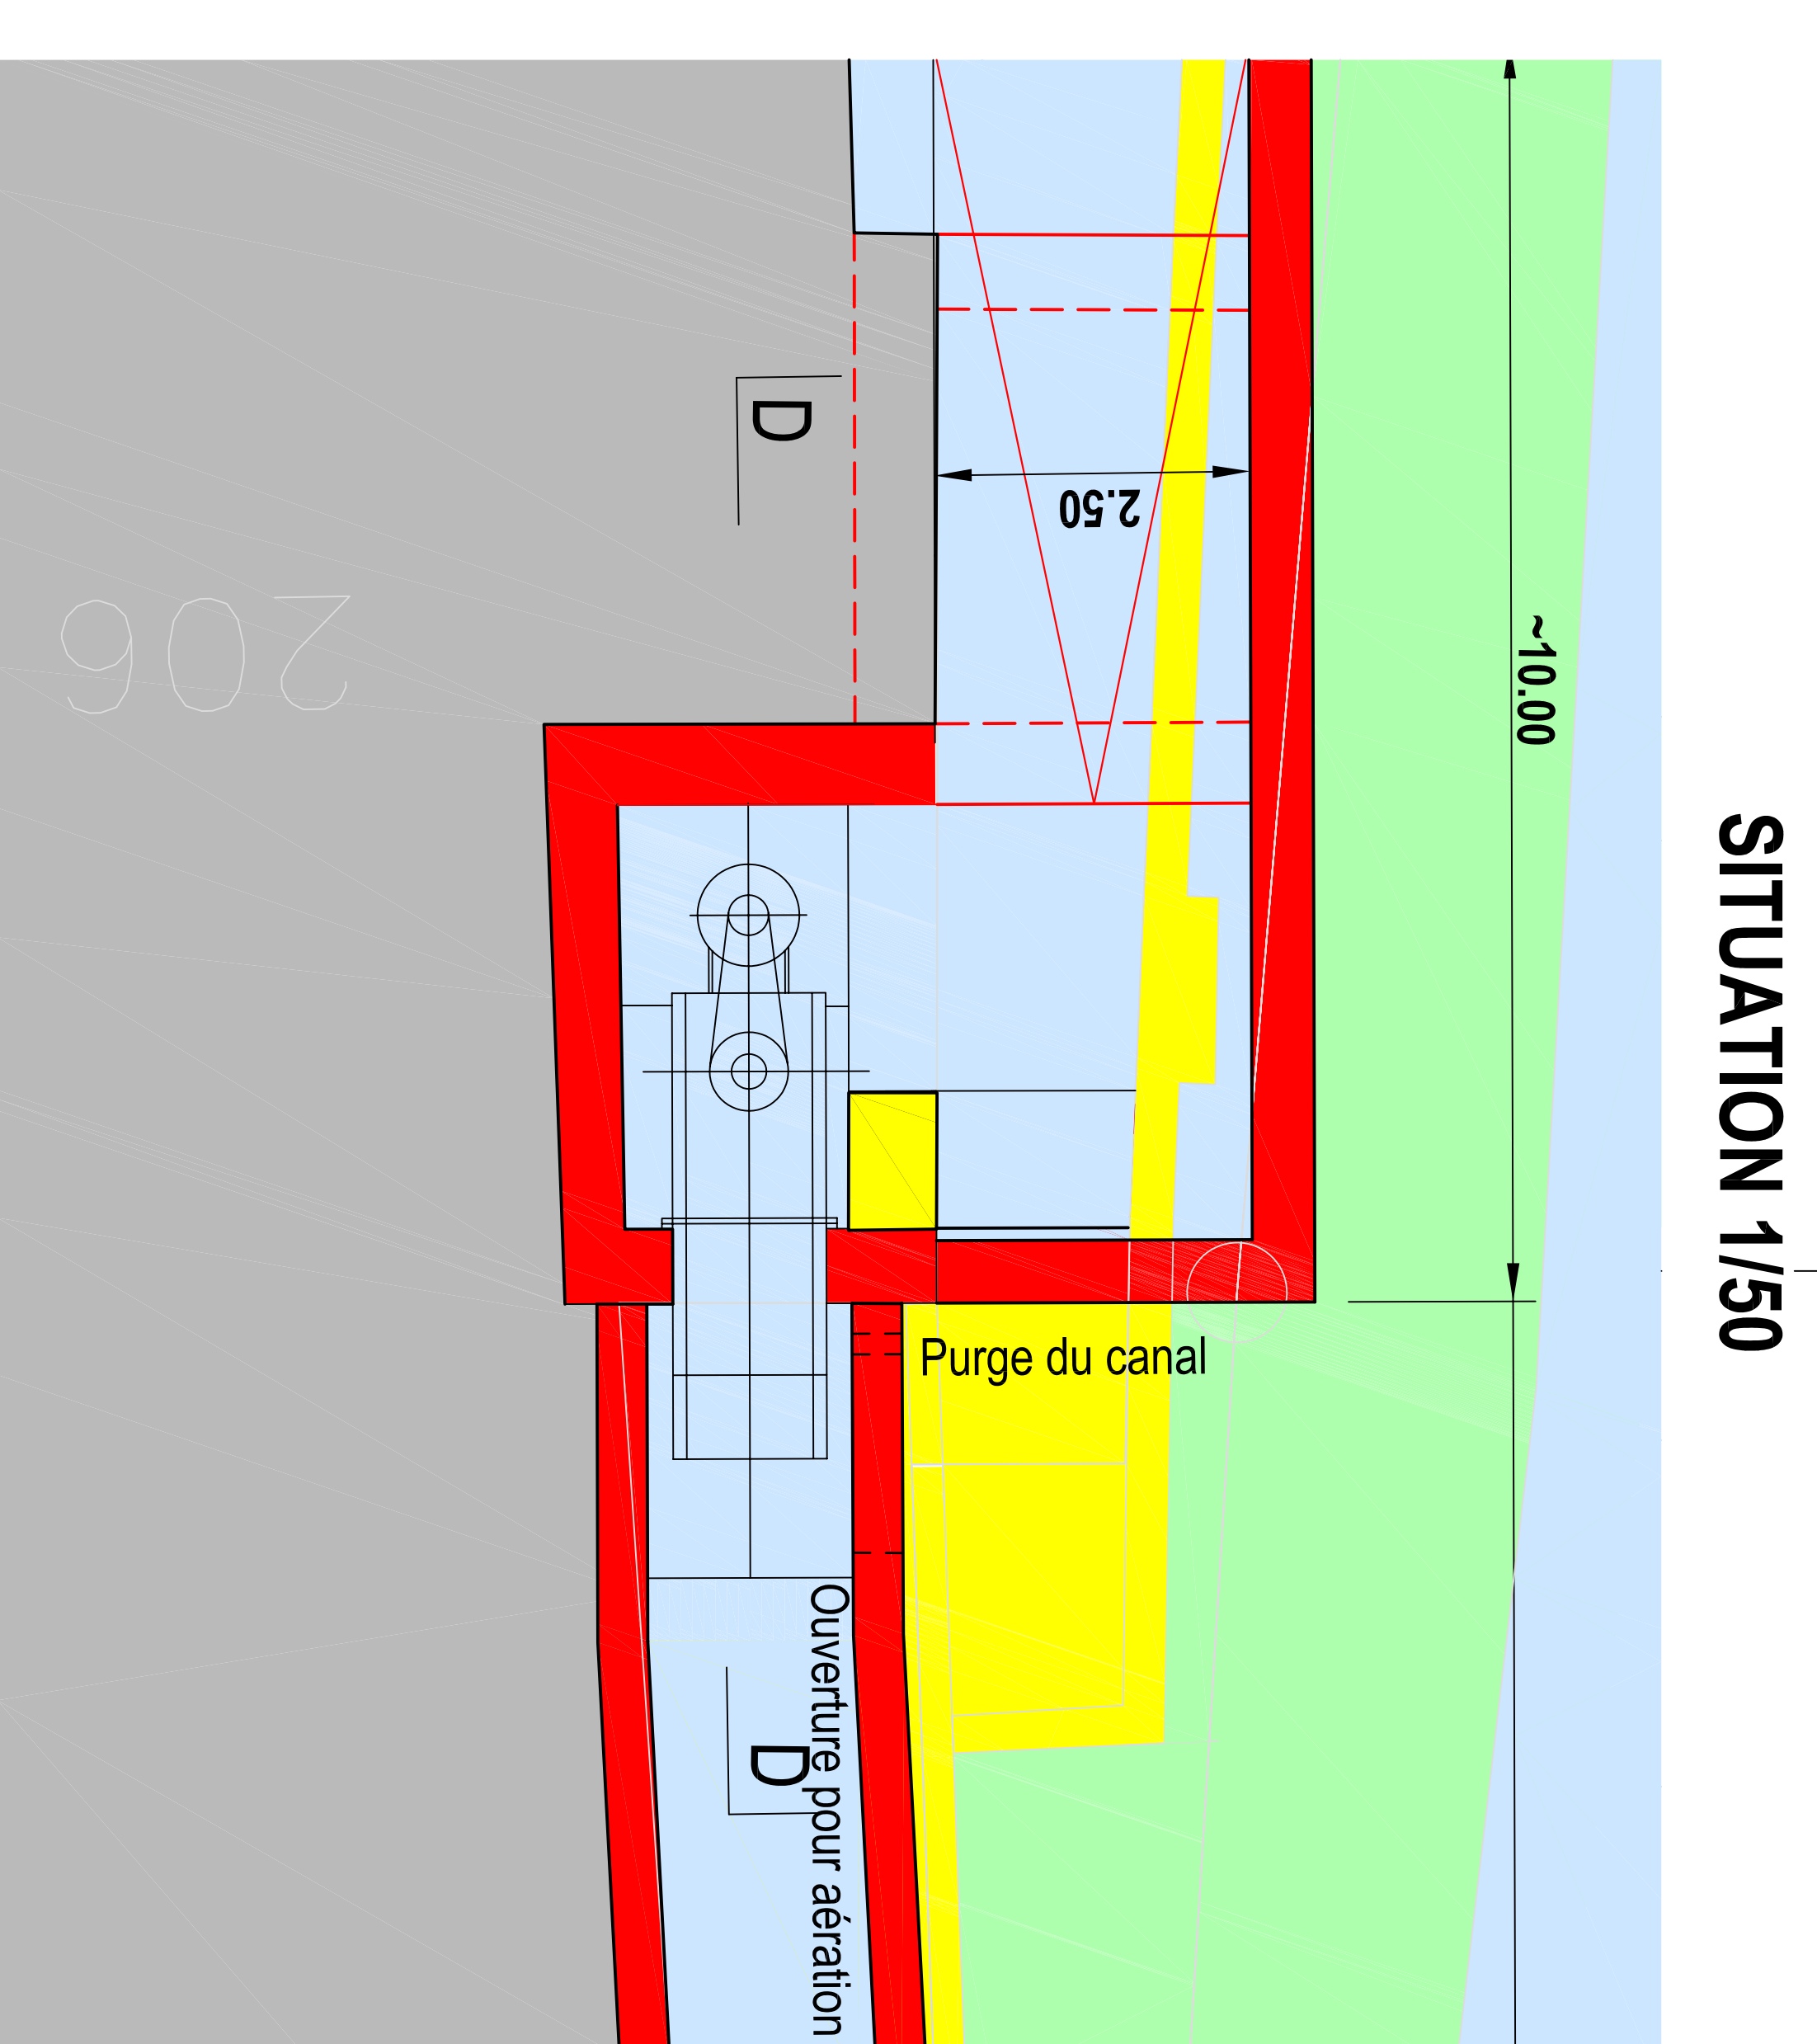 SITUATION 1/50
D
2.50
~10.00
206
Purge du canal
Ouverture pour aération
D